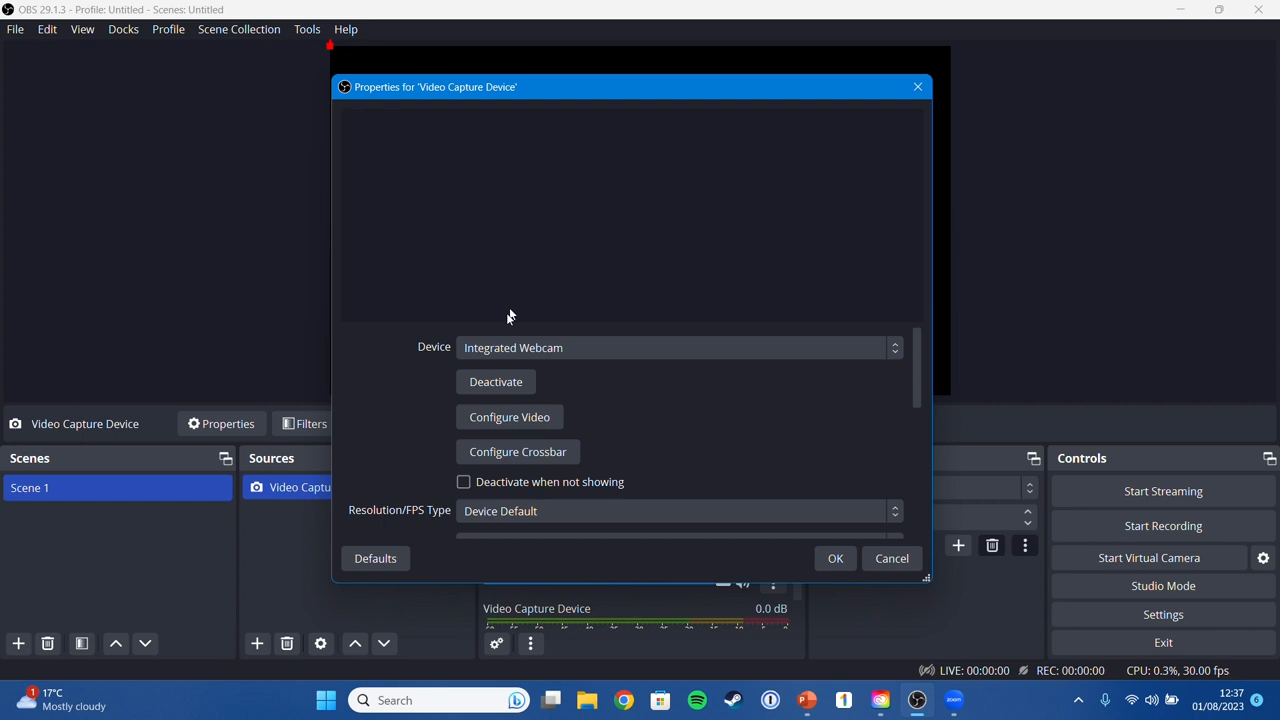 OBS 29.1.3 - Profile: Untitled - Scenes: Untitled
File Edit View Docks Profile Scene Collection Tools Help
Properties for 'Video Capture Device'
Device Integrated Webcam
Deactivate
Configure Video
Configure Crossbar
Deactivate when not showing
Resolution/FPS Type Device Default
Defaults OK Cancel
Video Capture Device Properties Filters
Scenes
Scene 1
Sources
Video Captu
Video Capture Device 0.0 dB
Controls
Start Streaming
Start Recording
Start Virtual Camera
Studio Mode
Settings
Exit
LIVE: 00:00:00 REC: 00:00:00 CPU: 0.3%, 30.00 fps
1 17°C
Mostly cloudy
Search
zoom
12:37
01/08/2023
6